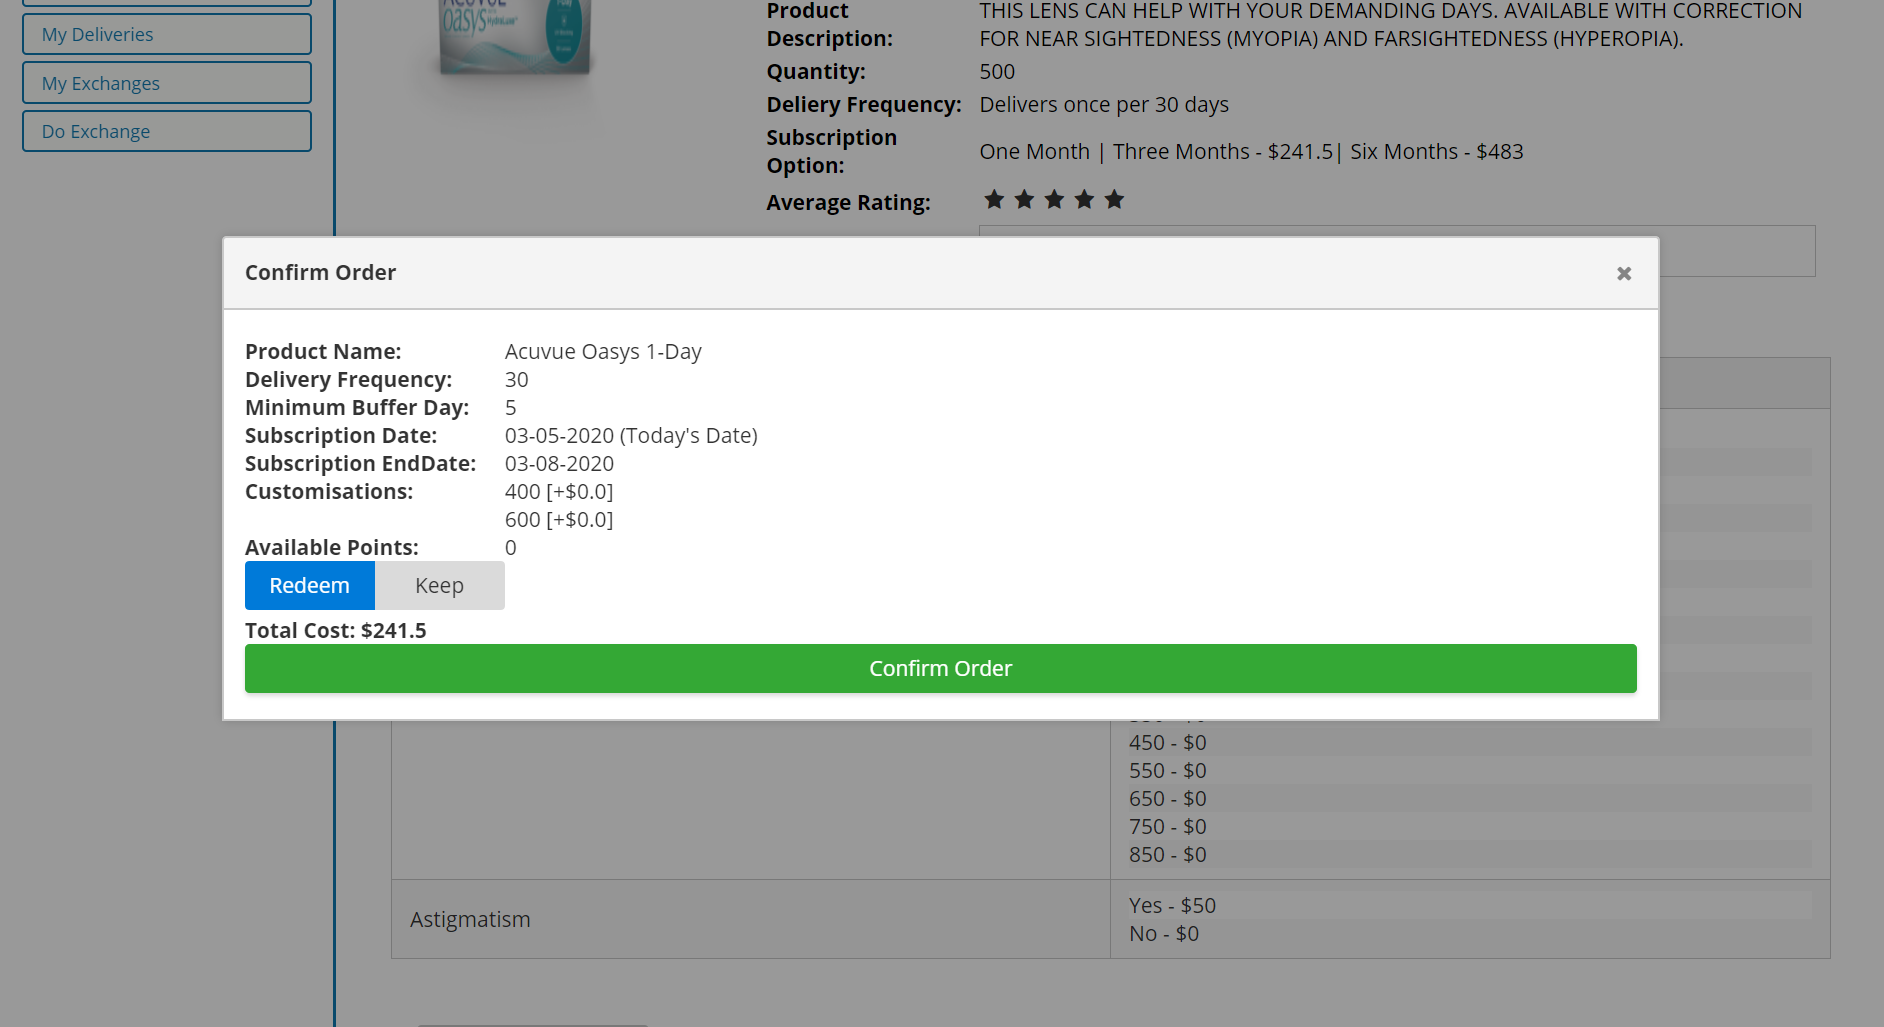 My Deliveries
My Exchanges
Do Exchange
ACUVUE
OASYS
HydraLuxe
Product Description:
THIS LENS CAN HELP WITH YOUR DEMANDING DAYS. AVAILABLE WITH CORRECTION
FOR NEAR SIGHTEDNESS (MYOPIA) AND FARSIGHTEDNESS (HYPEROPIA).
Quantity: 500
Deliery Frequency: Delivers once per 30 days
Subscription Option: One Month | Three Months - $241.5| Six Months - $483
Average Rating:
Confirm Order
Product Name: Acuvue Oasys 1-Day
Delivery Frequency: 30
Minimum Buffer Day: 5
Subscription Date: 03-05-2020 (Today's Date)
Subscription EndDate: 03-08-2020
Customisations: 400 [+$0.0]
600 [+$0.0]
Available Points: 0
Redeem Keep
Total Cost: $241.5
Confirm Order
450 - $0
550 - $0
650 - $0
750 - $0
850 - $0
Astigmatism
Yes - $50
No - $0